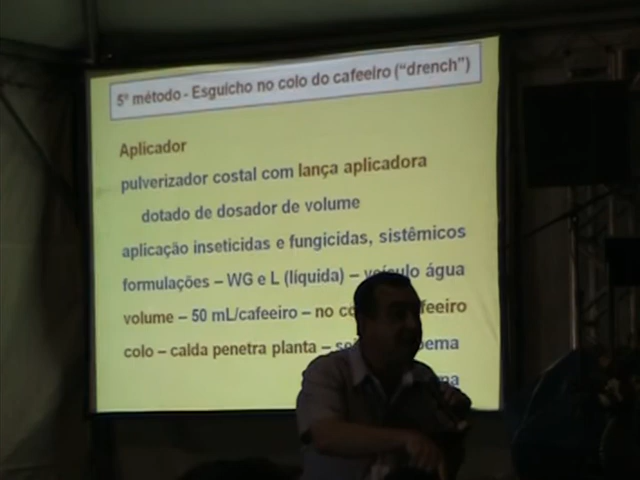 5º método - Esguicho no colo do cafeeiro ("drench")
Aplicador
pulverizador costal com lança aplicadora
dotado de dosador de volume
aplicação inseticidas e fungicidas, sistêmicos
formulações – WG e L (líquida) – veículo água
volume – 50 mL/cafeeiro – no
colo – calda penetra planta –